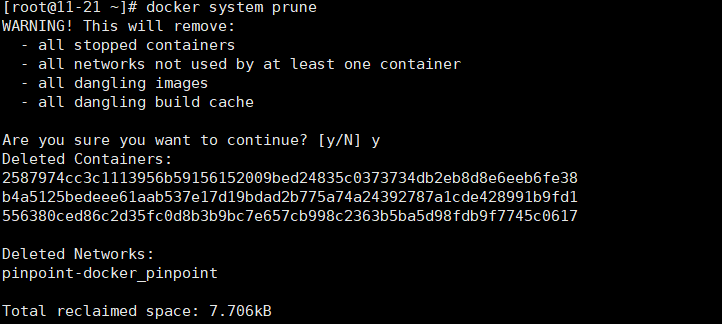 [root@11-21 ~]# docker system prune
WARNING! This will remove:
  - all stopped containers
  - all networks not used by at least one container
  - all dangling images
  - all dangling build cache

Are you sure you want to continue? [y/N] y
Deleted Containers:
2587974cc3c1113956b59156152009bed24835c0373734db2eb8d8e6eeb6fe38
b4a5125bedeee61aab537e17d19bdad2b775a74a24392787a1cde428991b9fd1
556380ced86c2d35fc0d8b3b9bc7e657cb998c2363b5ba5d98fdb9f7745c0617

Deleted Networks:
pinpoint-docker_pinpoint

Total reclaimed space: 7.706kB